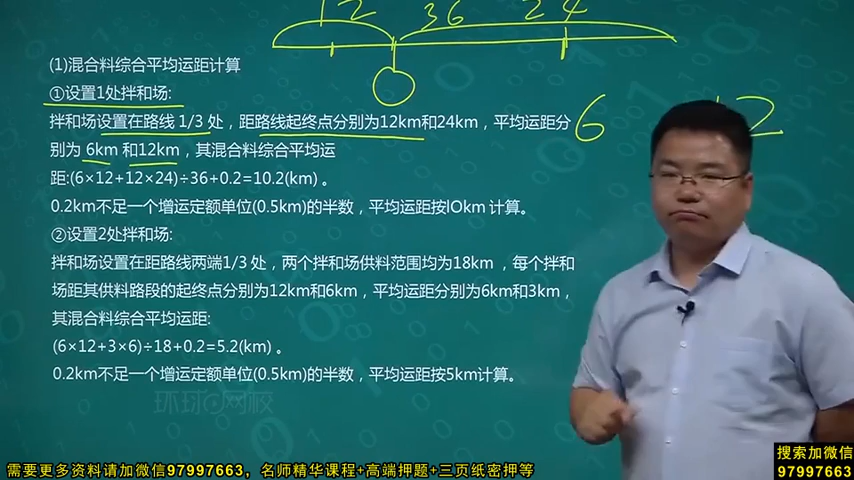 12 36 24
(1)混合料综合平均运距计算
①设置1处拌和场:
拌和场设置在路线 1/3 处，距路线起终点分别为12km和24km，平均运距分
别为 6km 和12km，其混合料综合平均运
6 12
距:(6×12+12×24)÷36+0.2=10.2(km) 。
0.2km不足一个增运定额单位(0.5km)的半数，平均运距按lOkm 计算。
②设置2处拌和场:
拌和场设置在距路线两端1/3 处，两个拌和场供料范围均为18km ，每个拌和
场距其供料路段的起终点分别为12km和6km，平均运距分别为6km和3km，
其混合料综合平均运距:
(6×12+3×6)÷18+0.2=5.2(km) 。
0.2km不足一个增运定额单位(0.5km)的半数，平均运距按5km计算。
环球网校
需要更多资料请加微信97997663，名师精华课程+高端押题+三页纸密押等
搜索加微信
97997663